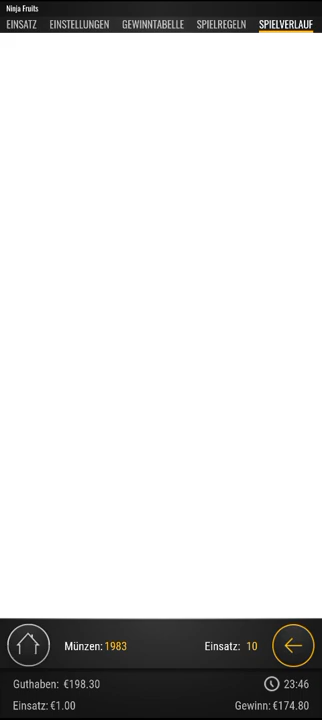 Ninja Fruits
EINSATZ EINSTELLUNGEN GEWINNTABELLE SPIELREGELN SPIELVERLAUF
Münzen: 1983 Einsatz: 10
Guthaben: €198.30 23:46
Einsatz: €1.00 Gewinn: €174.80